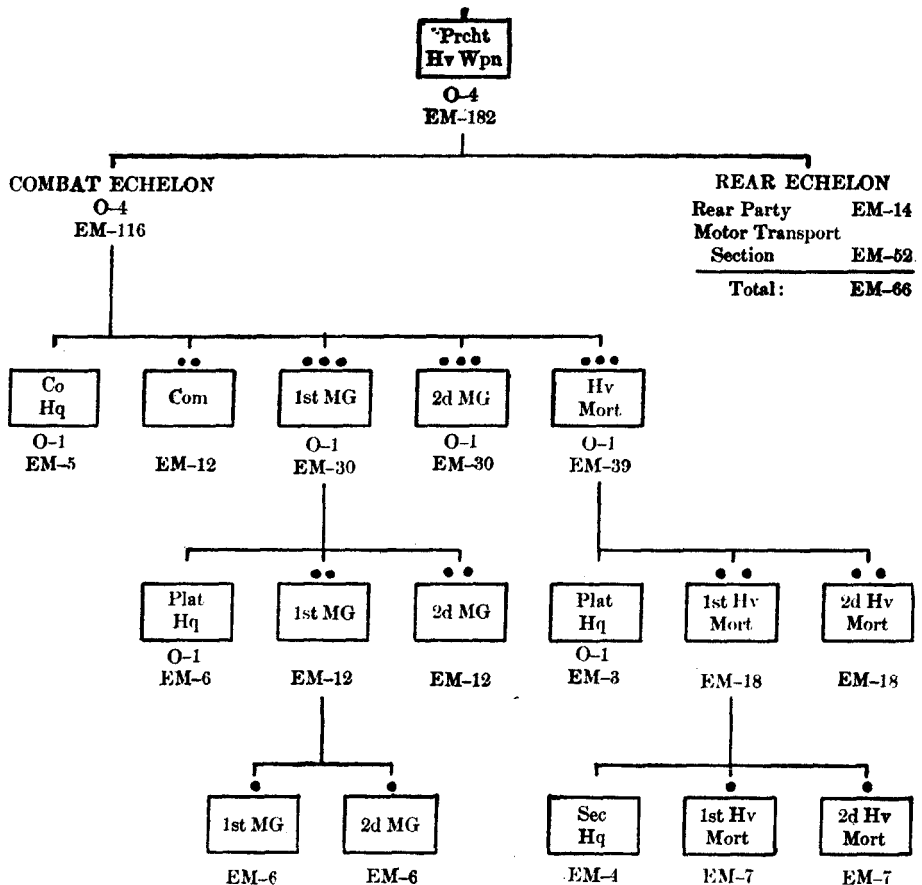 Prcht
Hv Wpn
O–4
EM–182
COMBAT ECHELON
O–4
EM–116
REAR ECHELON
Rear Party EM–14
Motor Transport
Section EM–52
Total: EM–66
Co
Hq
O–1
EM–5
Com
EM–12
1st MG
O–1
EM–30
2d MG
O–1
EM–30
Hv
Mort
O–1
EM–39
Plat
Hq
O–1
EM–6
1st MG
EM–12
2d MG
EM–12
Plat
Hq
O–1
EM–3
1st Hv
Mort
EM–18
2d Hv
Mort
EM–18
1st MG
EM–6
2d MG
EM–6
Sec
Hq
EM–4
1st Hv
Mort
EM–7
2d Hv
Mort
EM–7